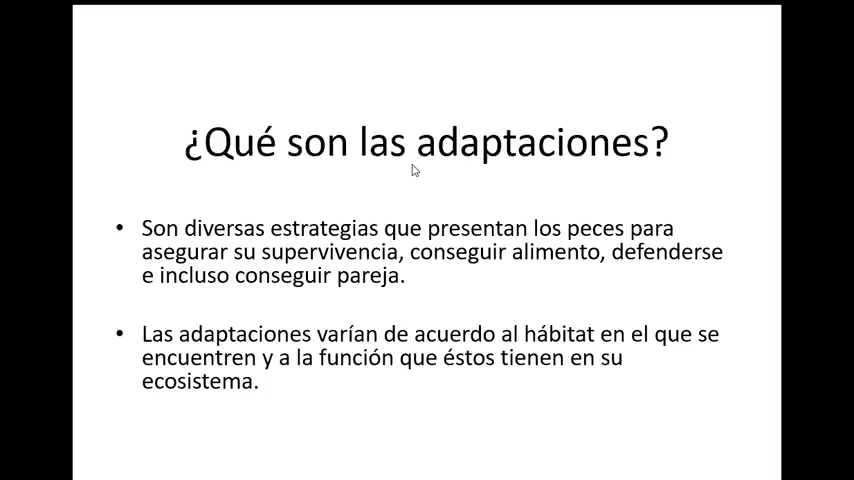 ¿Qué son las adaptaciones?
• Son diversas estrategias que presentan los peces para
asegurar su supervivencia, conseguir alimento, defenderse
e incluso conseguir pareja.
• Las adaptaciones varían de acuerdo al hábitat en el que se
encuentren y a la función que éstos tienen en su
ecosistema.